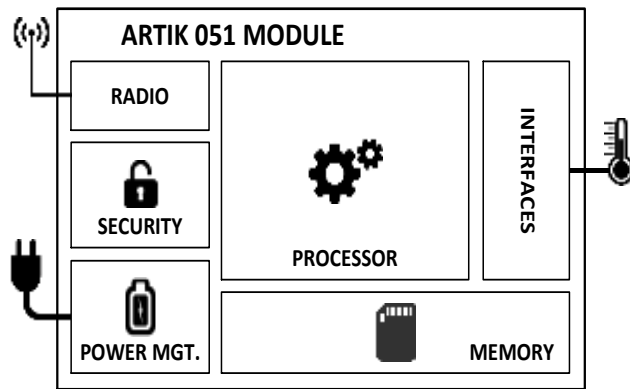 ARTIK 051 MODULE
RADIO
INTERFACES
SECURITY
PROCESSOR
POWER MGT.
MEMORY